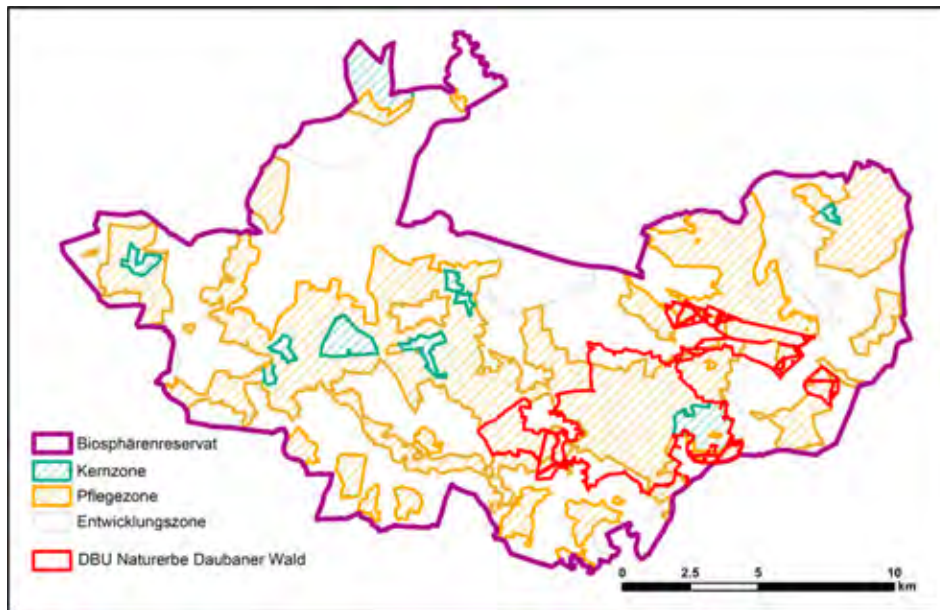 Biosphärenreservat
Kernzone
Pflegezone
Entwicklungszone
DBU Naturerbe Daubaner Wald
0 2.5 5 10
km